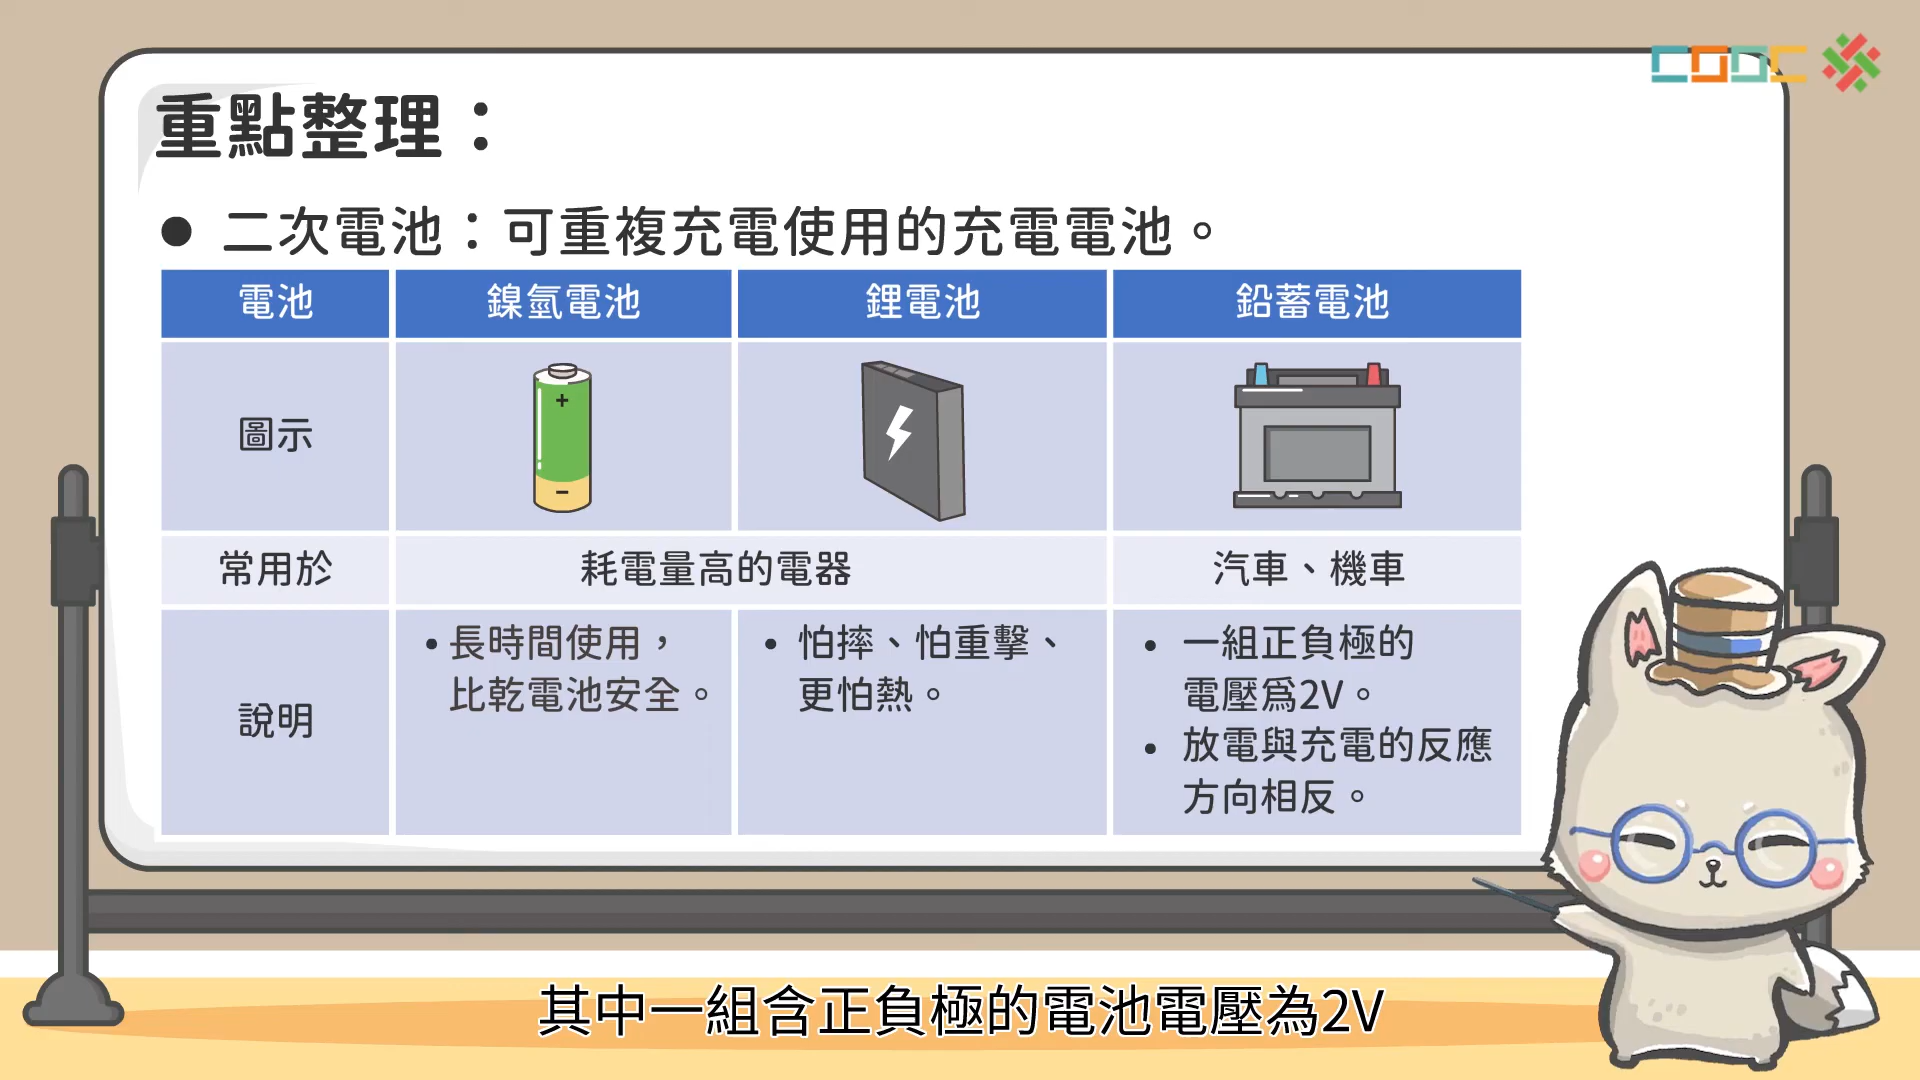 COOC
重點整理：
● 二次電池：可重複充電使用的充電電池。
電池
鎳氫電池
鋰電池
鉛蓄電池
圖示
+
−
常用於
耗電量高的電器
汽車、機車
說明
• 長時間使用，
比乾電池安全。
• 怕摔、怕重擊、
更怕熱。
• 一組正負極的
電壓為2V。
• 放電與充電的反應
方向相反。
其中一組含正負極的電池電壓為2V